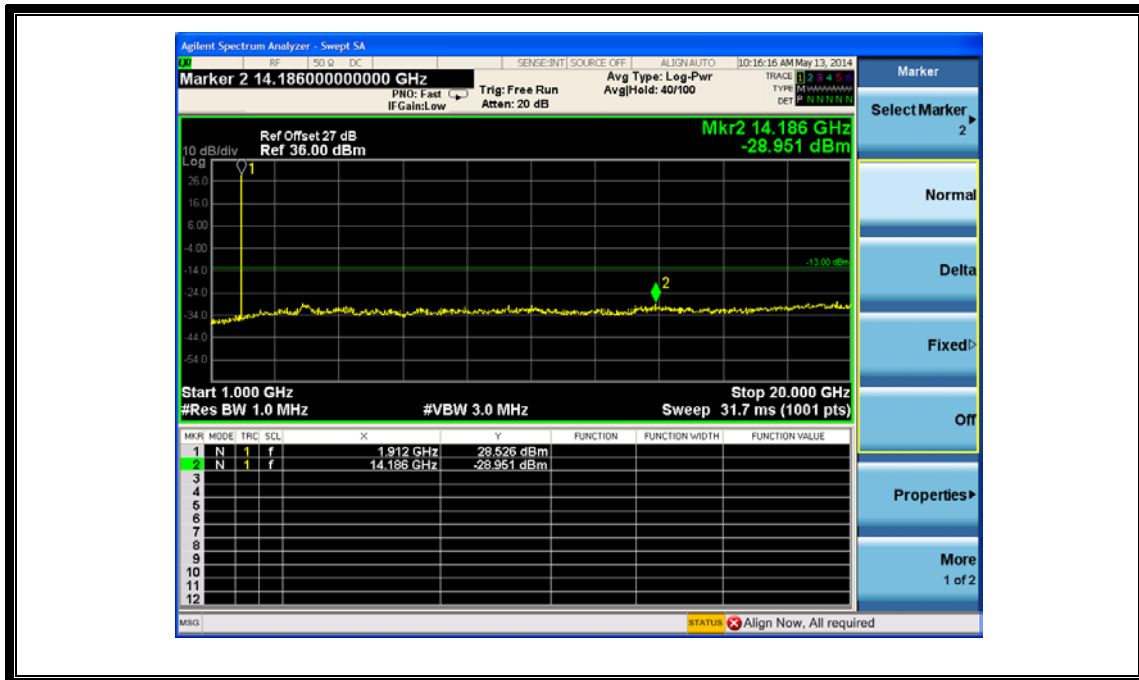 Agilent Spectrum Analyzer - Swept SA
RF 50 Ω DC SENSE:INT SOURCE OFF ALIGN AUTO 10:16:16 AM May 13, 2014
Marker 2 14.186000000000 GHz
PNO: Fast
IFGain:Low
Trig: Free Run
Atten: 20 dB
Avg Type: Log-Pwr
Avg|Hold: 40/100
TRACE 1 2 3 4 5 6
TYPE M
DET P N N N N N
Mkr2 14.186 GHz
-28.951 dBm
Ref Offset 27 dB
10 dB/div Ref 36.00 dBm
Log
1
26.0
16.0
6.00
-4.00
-13.00 dBm
-14.0
2
-24.0
-34.0
-44.0
-54.0
Start 1.000 GHz Stop 20.000 GHz
#Res BW 1.0 MHz #VBW 3.0 MHz Sweep 31.7 ms (1001 pts)
MKR MODE TRC SCL X Y FUNCTION FUNCTION WIDTH FUNCTION VALUE
1 N 1 f 1.912 GHz 28.526 dBm
2 N 1 f 14.186 GHz -28.951 dBm
3
4
5
6
7
8
9
10
11
12
MSG STATUS Align Now, All required
Marker
Select Marker
2
Normal
Delta
Fixed
Off
Properties
More
1 of 2